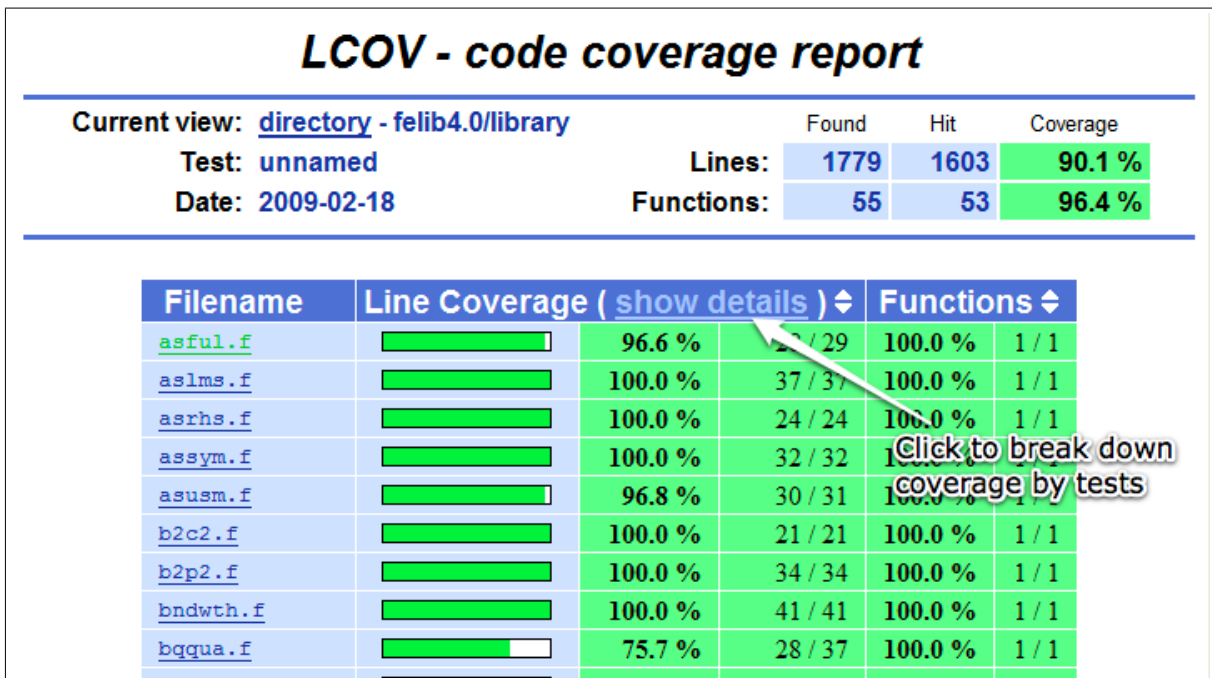 LCOV - code coverage report
Current view: directory - felib4.0/library Found Hit Coverage
Test: unnamed Lines: 1779 1603 90.1 %
Date: 2009-02-18 Functions: 55 53 96.4 %
Filename Line Coverage ( show details ) Functions
asful.f 96.6 % / 29 100.0 % 1 / 1
aslms.f 100.0 % 37 / 37 100.0 % 1 / 1
asrhs.f 100.0 % 24 / 24 100.0 % 1 / 1
assym.f 100.0 % 32 / 32
asusm.f 96.8 % 30 / 31
Click to break down
coverage by tests
b2c2.f 100.0 % 21 / 21 100.0 % 1 / 1
b2p2.f 100.0 % 34 / 34 100.0 % 1 / 1
bndwth.f 100.0 % 41 / 41 100.0 % 1 / 1
bqqua.f 75.7 % 28 / 37 100.0 % 1 / 1